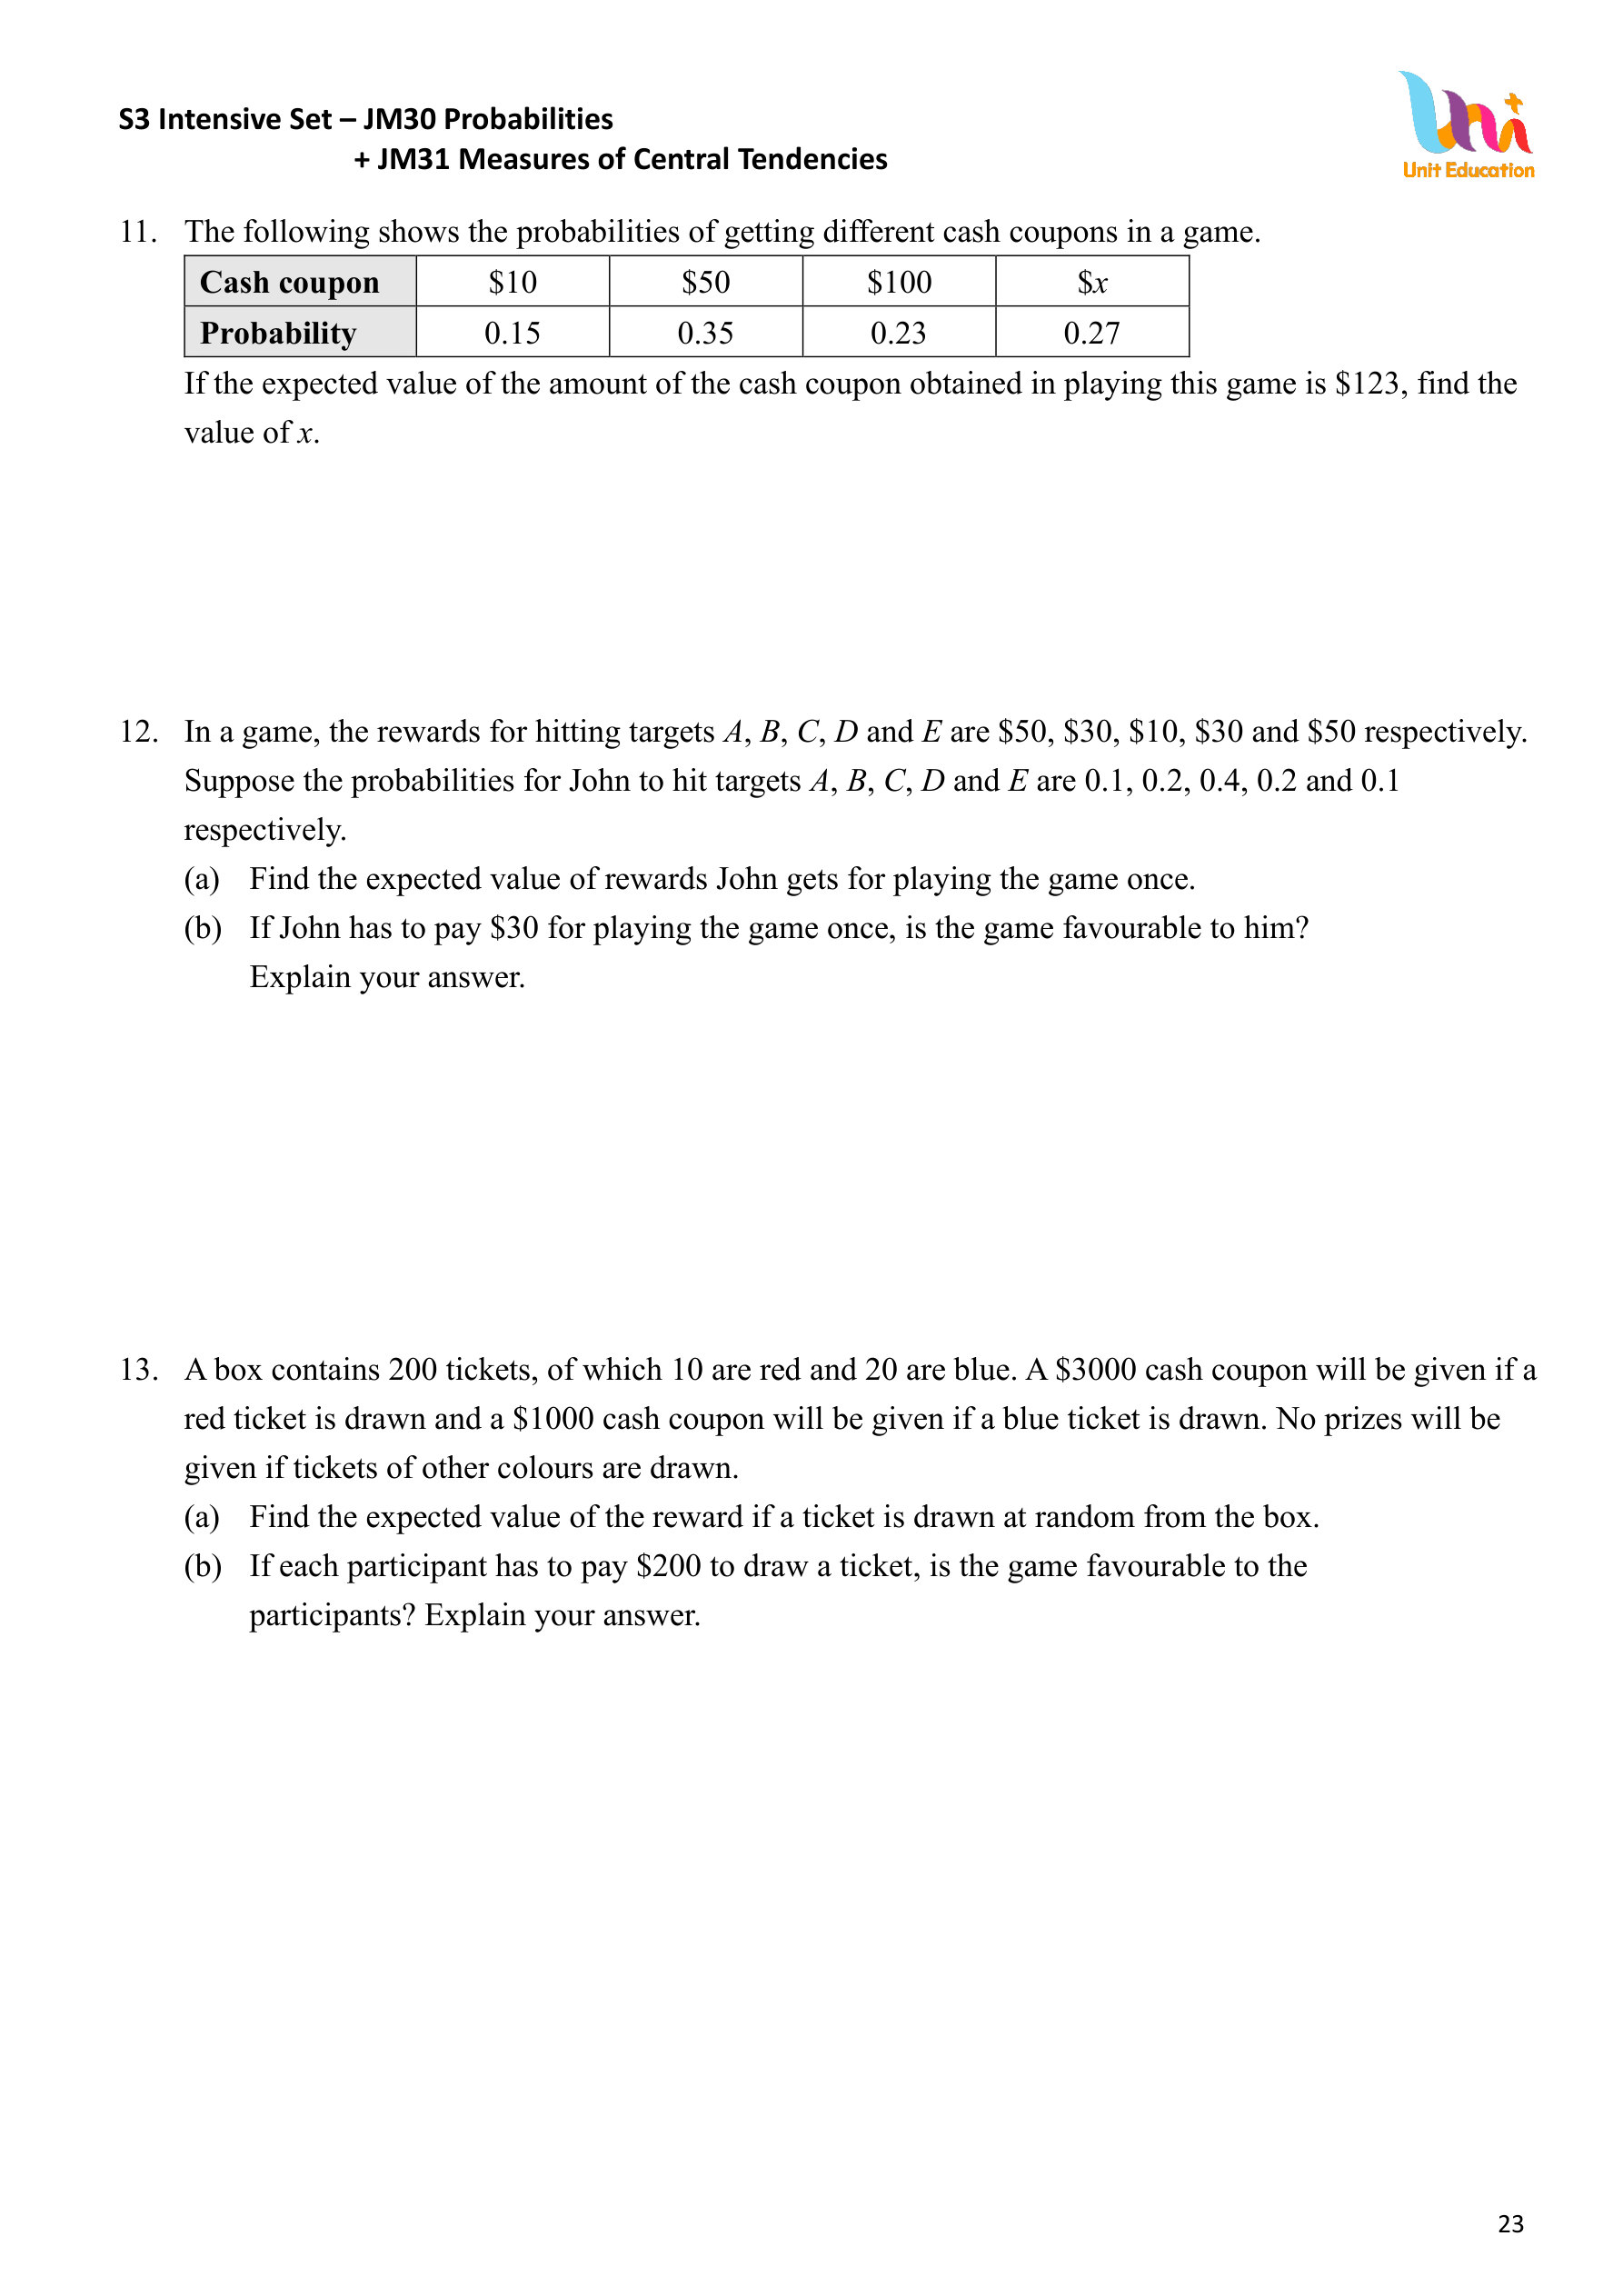 S3 Intensive Set – JM30 Probabilities
+ JM31 Measures of Central Tendencies
Unit Education
11. The following shows the probabilities of getting different cash coupons in a game.
Cash coupon $10 $50 $100 $x
Probability 0.15 0.35 0.23 0.27
If the expected value of the amount of the cash coupon obtained in playing this game is $123, find the
value of x.
12. In a game, the rewards for hitting targets A, B, C, D and E are $50, $30, $10, $30 and $50 respectively.
Suppose the probabilities for John to hit targets A, B, C, D and E are 0.1, 0.2, 0.4, 0.2 and 0.1
respectively.
(a) Find the expected value of rewards John gets for playing the game once.
(b) If John has to pay $30 for playing the game once, is the game favourable to him?
Explain your answer.
13. A box contains 200 tickets, of which 10 are red and 20 are blue. A $3000 cash coupon will be given if a
red ticket is drawn and a $1000 cash coupon will be given if a blue ticket is drawn. No prizes will be
given if tickets of other colours are drawn.
(a) Find the expected value of the reward if a ticket is drawn at random from the box.
(b) If each participant has to pay $200 to draw a ticket, is the game favourable to the
participants? Explain your answer.
23